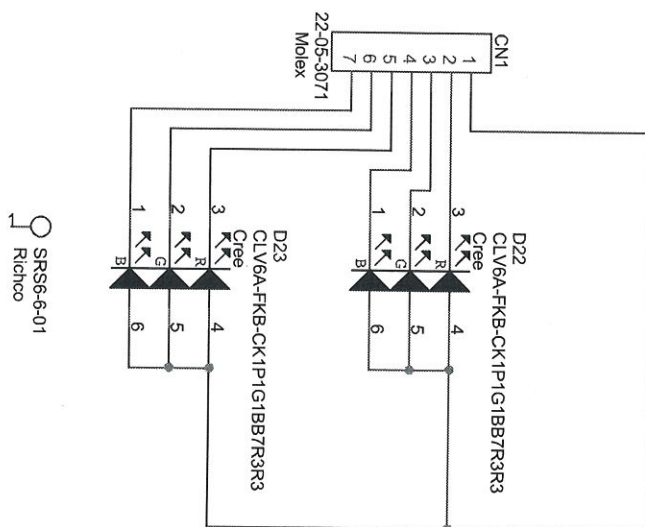 CN1
1
2
3
4
5
6
7
22-05-3071
Molex
D22
CLV6A-FKB-CK1P1G1BB7R3R3
Cree
3
2
1
R
G
B
4
5
6
D23
CLV6A-FKB-CK1P1G1BB7R3R3
Cree
3
2
1
R
G
B
4
5
6
1
SRS6-6-01
Richco